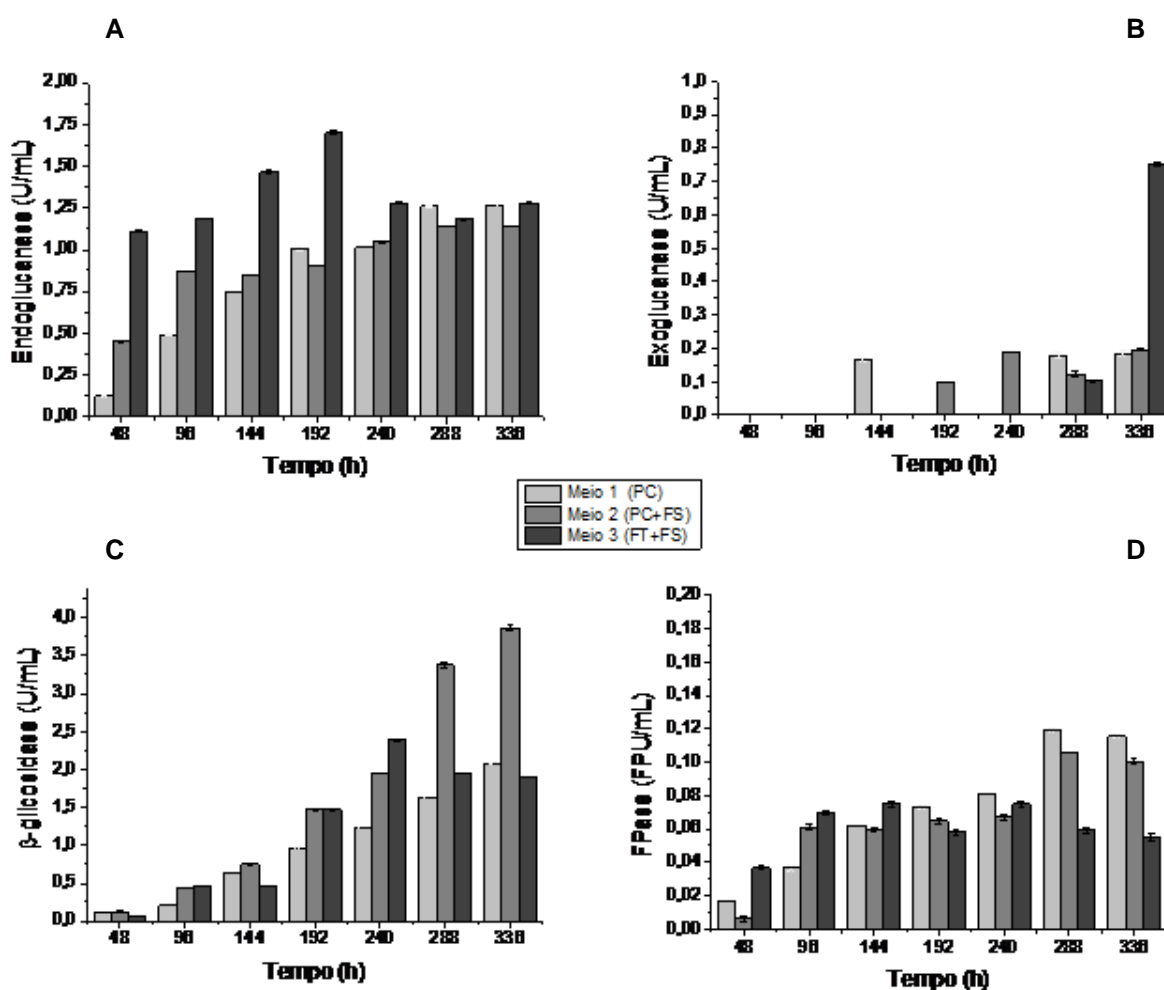 A
B
2,00
1,75
1,50
1,25
1,00
0,75
0,50
0,25
0,00
Endoglucanase (U/mL)
48 96 144 192 240 288 336
Tempo (h)
1,0
0,9
0,8
0,7
0,6
0,5
0,4
0,3
0,2
0,1
0,0
Exoglucanase (U/mL)
48 96 144 192 240 288 336
Tempo (h)
Meio 1 (PC)
Meio 2 (PC+FS)
Meio 3 (FT+FS)
C
D
4,0
3,5
3,0
2,5
2,0
1,5
1,0
0,5
0,0
β-glicosidase (U/mL)
48 96 144 192 240 288 336
Tempo (h)
0,20
0,18
0,16
0,14
0,12
0,10
0,08
0,06
0,04
0,02
0,00
FPase (FPU/mL)
48 96 144 192 240 288 336
Tempo (h)